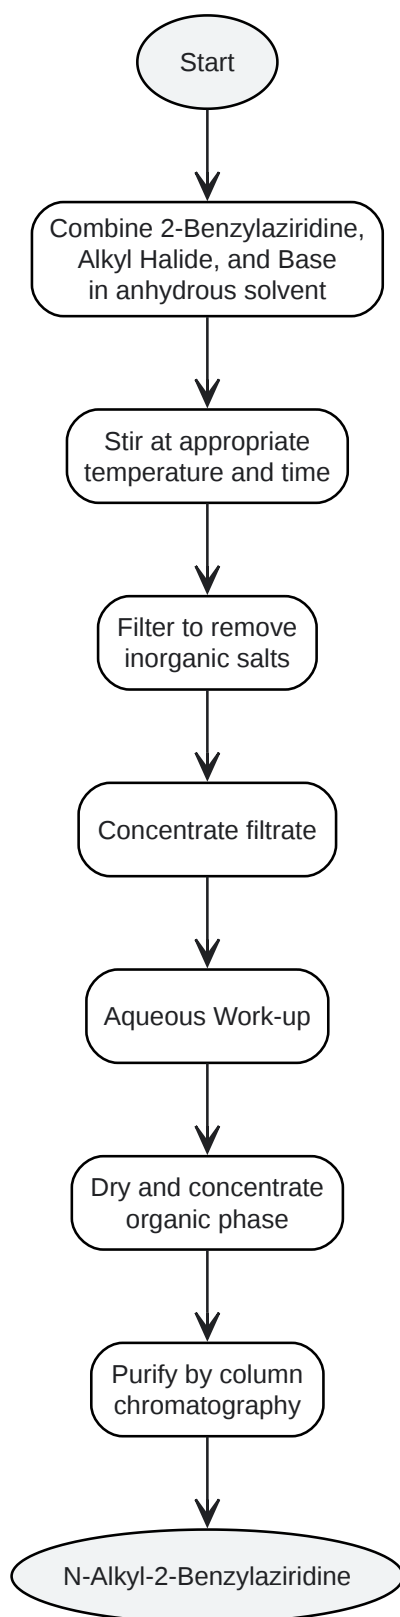 Start
Combine 2-Benzylaziridine,
Alkyl Halide, and Base
in anhydrous solvent
Stir at appropriate
temperature and time
Filter to remove
inorganic salts
Concentrate filtrate
Aqueous Work-up
Dry and concentrate
organic phase
Purify by column
chromatography
N-Alkyl-2-Benzylaziridine